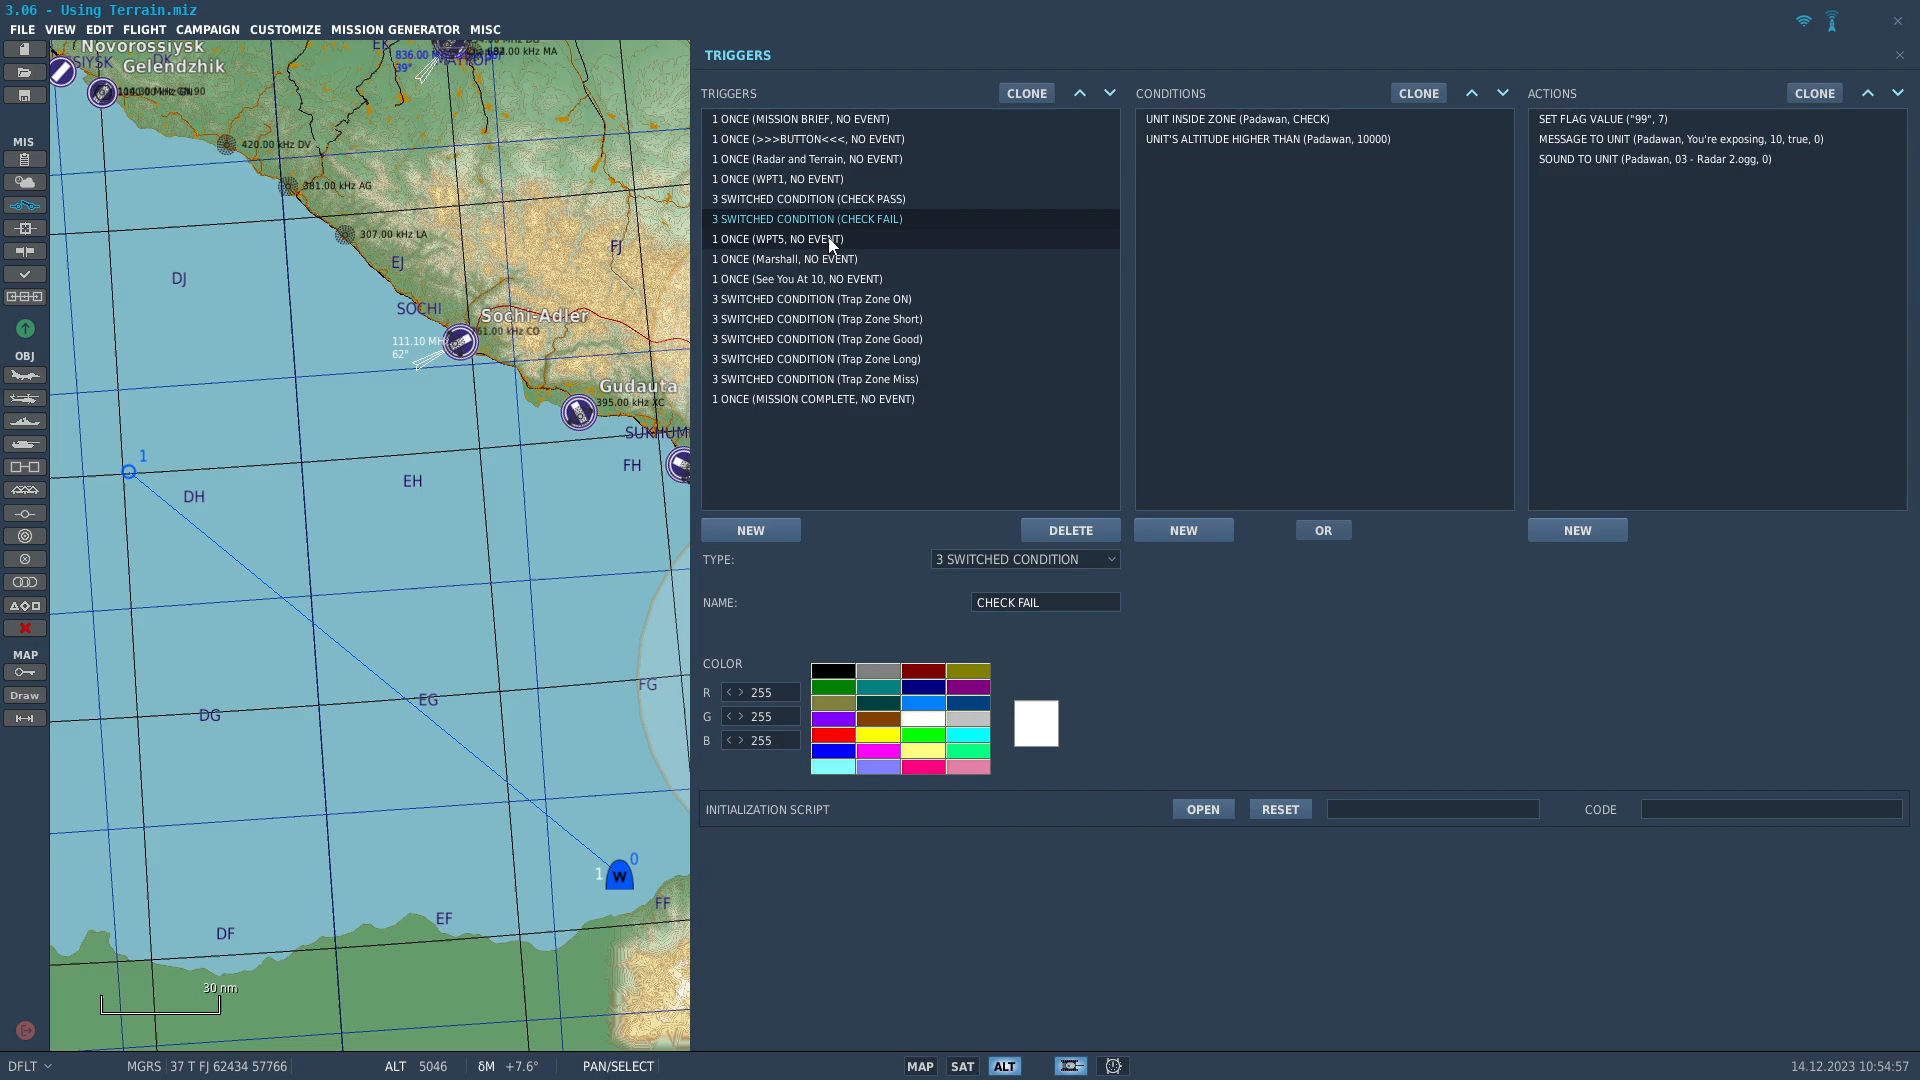 3.06 - Using Terrain.miz
FILE VIEW EDIT FLIGHT CAMPAIGN CUSTOMIZE MISSION GENERATOR MISC
Novorossiysk
Gelendzhik
420.00 kHz DV
381.00 kHz AG
307.00 kHz LA
39°
FJ
EJ
DJ
SOCHI
Sochi-Adler
61.00 kHz CO
111.10 MH
62°
Gudauta
395.00 kHz XC
SUKHUM
FH
1
EH
DH
FG
EG
DG
0
1
W
FF
EF
DF
30 nm
MIS
OBJ
MAP
Draw
TRIGGERS
TRIGGERS
CLONE
1 ONCE (MISSION BRIEF, NO EVENT)
1 ONCE (>>>BUTTON<<<, NO EVENT)
1 ONCE (Radar and Terrain, NO EVENT)
1 ONCE (WPT1, NO EVENT)
3 SWITCHED CONDITION (CHECK PASS)
3 SWITCHED CONDITION (CHECK FAIL)
1 ONCE (WPT5, NO EVENT)
1 ONCE (Marshall, NO EVENT)
1 ONCE (See You At 10, NO EVENT)
3 SWITCHED CONDITION (Trap Zone ON)
3 SWITCHED CONDITION (Trap Zone Short)
3 SWITCHED CONDITION (Trap Zone Good)
3 SWITCHED CONDITION (Trap Zone Long)
3 SWITCHED CONDITION (Trap Zone Miss)
1 ONCE (MISSION COMPLETE, NO EVENT)
NEW DELETE
CONDITIONS
CLONE
UNIT INSIDE ZONE (Padawan, CHECK)
UNIT'S ALTITUDE HIGHER THAN (Padawan, 10000)
NEW OR
ACTIONS
CLONE
SET FLAG VALUE ("99", 7)
MESSAGE TO UNIT (Padawan, You're exposing, 10, true, 0)
SOUND TO UNIT (Padawan, 03 - Radar 2.ogg, 0)
NEW
TYPE: 3 SWITCHED CONDITION
NAME: CHECK FAIL
COLOR
R < > 255
G < > 255
B < > 255
INITIALIZATION SCRIPT OPEN RESET CODE
DFLT MGRS 37 T FJ 62434 57766 ALT 5046 δM +7.6° PAN/SELECT MAP SAT ALT 14.12.2023 10:54:57